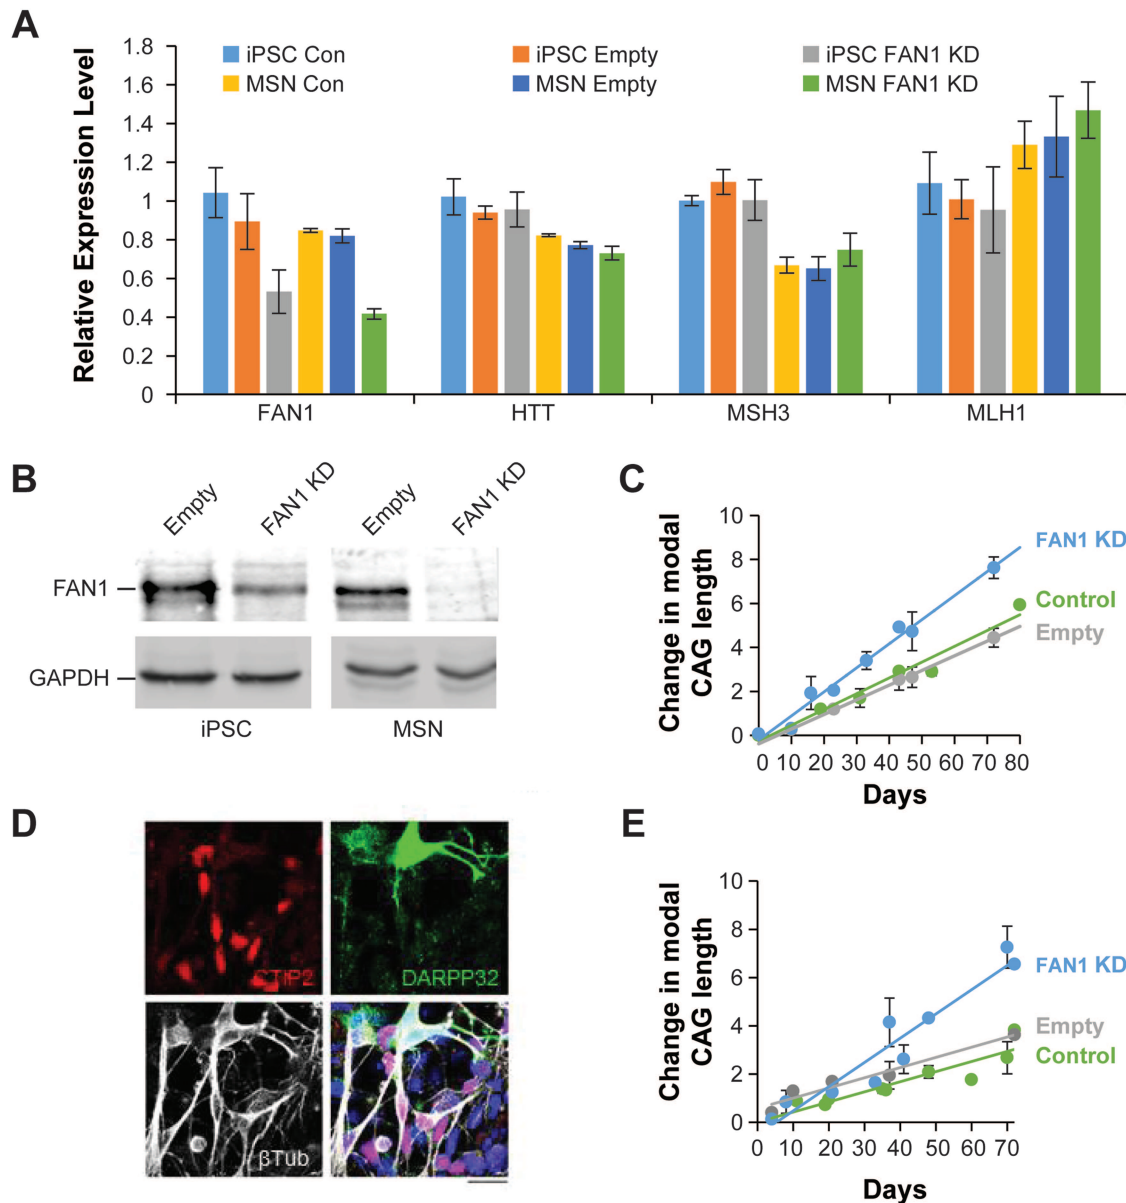 A
Relative Expression Level
1.8
1.6
1.4
1.2
1
0.8
0.6
0.4
0.2
0
iPSC Con
iPSC Empty
iPSC FAN1 KD
MSN Con
MSN Empty
MSN FAN1 KD
FAN1
HTT
MSH3
MLH1
B
Empty
FAN1 KD
Empty
FAN1 KD
FAN1
GAPDH
iPSC
MSN
C
Change in modal
CAG length
10
8
6
4
2
0
FAN1 KD
Control
Empty
0 10 20 30 40 50 60 70 80
Days
D
CTIP2
DARPP32
βTub
E
Change in modal
CAG length
10
8
6
4
2
0
FAN1 KD
Empty
Control
0 10 20 30 40 50 60 70
Days